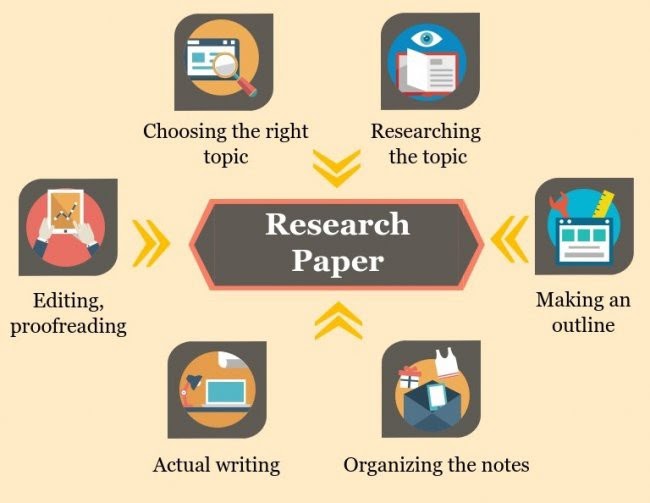 Choosing the right
topic
Researching
the topic
Research
Paper
Editing,
proofreading
Making an
outline
Actual writing
Organizing the notes